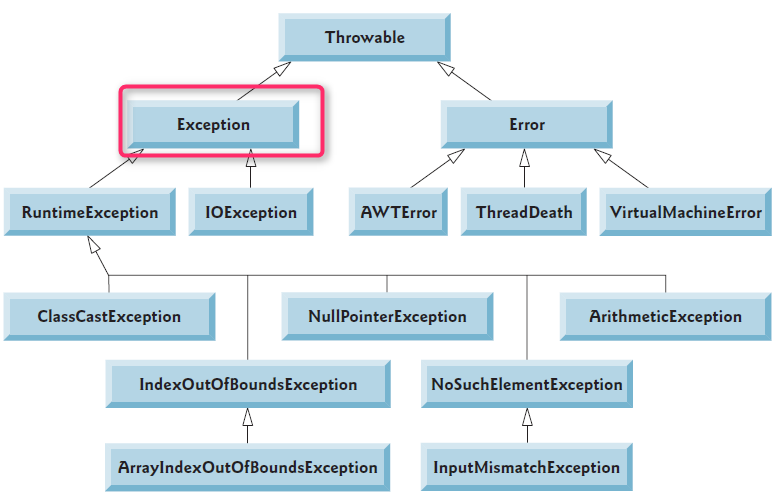 Throwable
Exception
Error
RuntimeException
IOException
AWTError
ThreadDeath
VirtualMachineError
ClassCastException
NullPointerException
ArithmeticException
IndexOutOfBoundsException
NoSuchElementException
ArrayIndexOutOfBoundsException
InputMismatchException